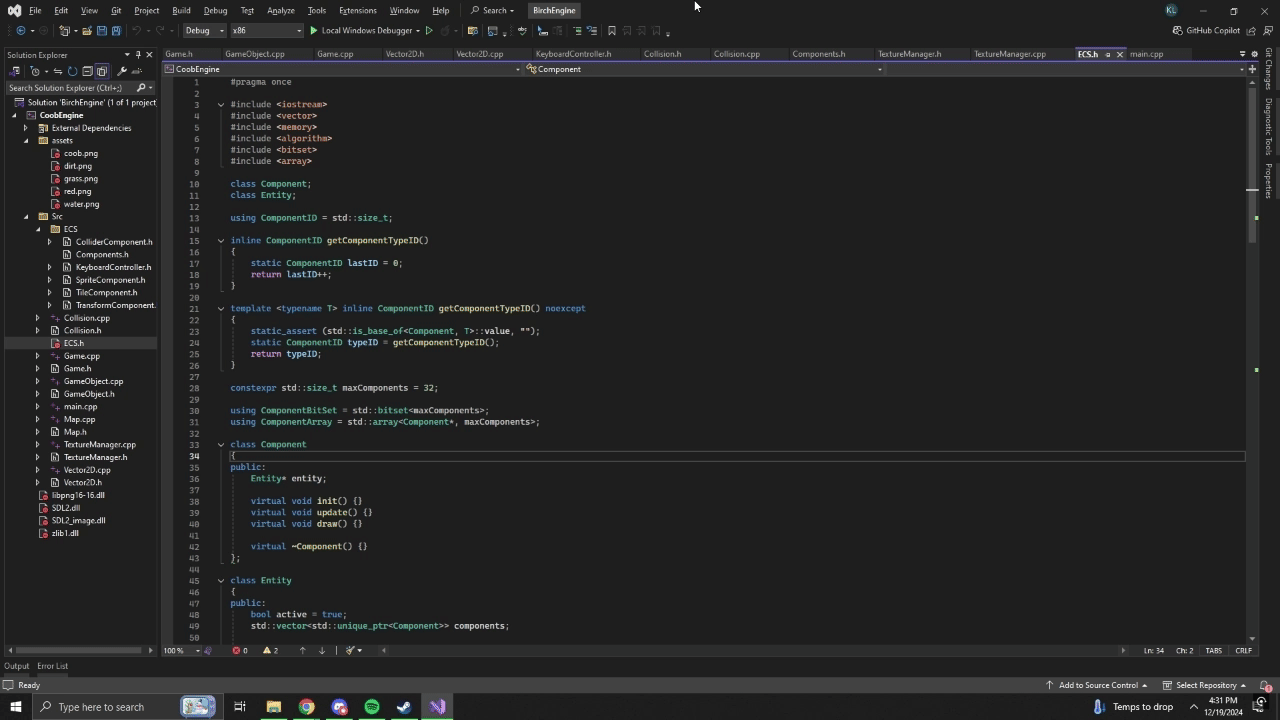 File Edit View Git Project Build Debug Test Analyze Tools Extensions Window Help Search BirchEngine KL
Debug x86 Local Windows Debugger GitHub Copilot
Solution Explorer
Game.h GameObject.cpp Game.cpp Vector2D.h Vector2D.cpp KeyboardController.h Collision.h Collision.cpp Components.h TextureManager.h TextureManager.cpp ECS.h main.cpp
CoobEngine Component
Search Solution Explorer (Ctrl+;)
Solution 'BirchEngine' (1 of 1 project)
CoobEngine
External Dependencies
assets
coob.png
dirt.png
grass.png
red.png
water.png
Src
ECS
ColliderComponent.h
Components.h
KeyboardController.h
SpriteComponent.h
TileComponent.h
TransformComponent.
Collision.cpp
Collision.h
ECS.h
Game.cpp
Game.h
GameObject.cpp
GameObject.h
main.cpp
Map.cpp
Map.h
TextureManager.cpp
TextureManager.h
Vector2D.cpp
Vector2D.h
libpng16-16.dll
SDL2.dll
SDL2_image.dll
zlib1.dll
1 #pragma once
2
3 #include <iostream>
4 #include <vector>
5 #include <memory>
6 #include <algorithm>
7 #include <bitset>
8 #include <array>
9
10 class Component;
11 class Entity;
12
13 using ComponentID = std::size_t;
14
15 inline ComponentID getComponentTypeID()
16 {
17 static ComponentID lastID = 0;
18 return lastID++;
19 }
20
21 template <typename T> inline ComponentID getComponentTypeID() noexcept
22 {
23 static_assert (std::is_base_of<Component, T>::value, "");
24 static ComponentID typeID = getComponentTypeID();
25 return typeID;
26 }
27
28 constexpr std::size_t maxComponents = 32;
29
30 using ComponentBitSet = std::bitset<maxComponents>;
31 using ComponentArray = std::array<Component*, maxComponents>;
32
33 class Component
34 {
35 public:
36 Entity* entity;
37
38 virtual void init() {}
39 virtual void update() {}
40 virtual void draw() {}
41
42 virtual ~Component() {}
43 };
44
45 class Entity
46 {
47 public:
48 bool active = true;
49 std::vector<std::unique_ptr<Component>> components;
50
Git Changes
Diagnostic Tools
Properties
100 % 0 2 Ln: 34 Ch: 2 TABS CRLF
Output Error List
Ready Add to Source Control Select Repository
Type here to search Temps to drop 4:31 PM
12/19/2024